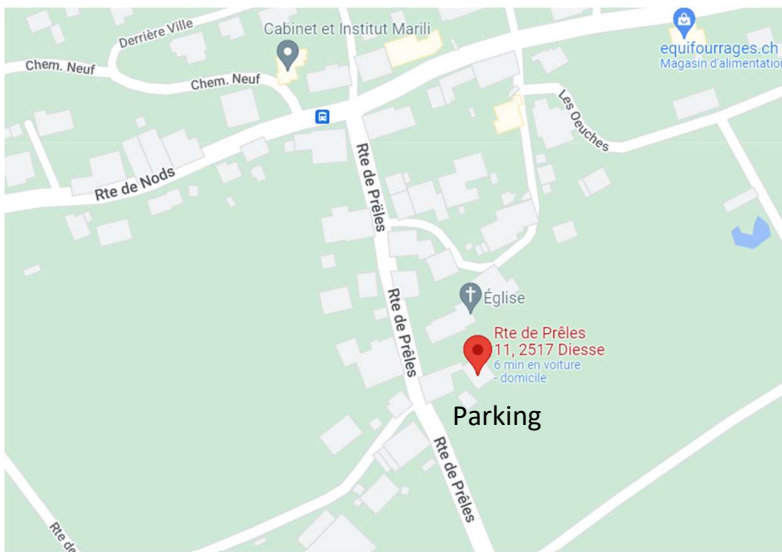 Derrière Ville
Cabinet et Institut Marili
equifourrages.ch
Magasin d'alimentation
Chem. Neuf
Chem. Neuf
Les Oeuches
Rte de Nods
Rte de Prêles
Église
Rte de Prêles
Rte de Prêles
11, 2517 Diesse
6 min en voiture
- domicile
Parking
Rte de Prêles
Rte de